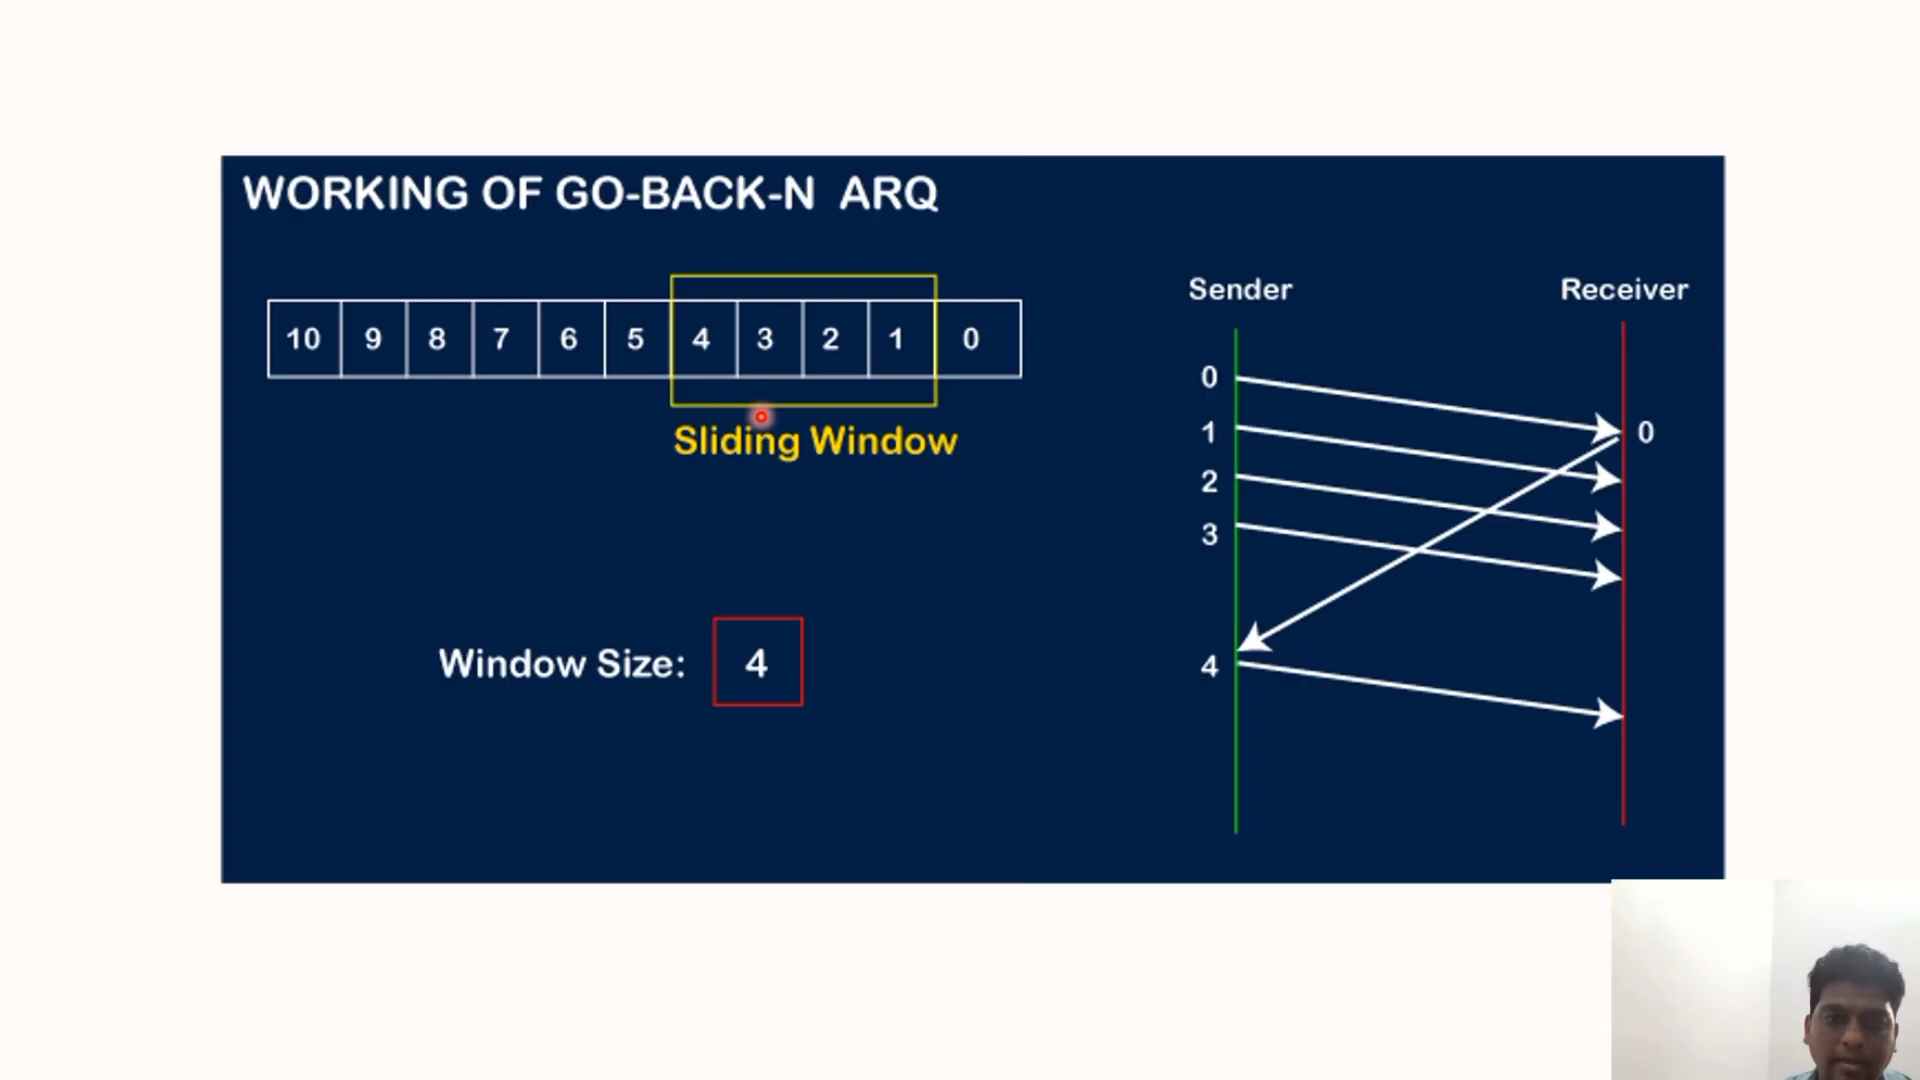 WORKING OF GO-BACK-N ARQ
10 9 8 7 6 5 4 3 2 1 0
Sliding Window
Window Size: 4
Sender Receiver
0
1
2
3
4
0